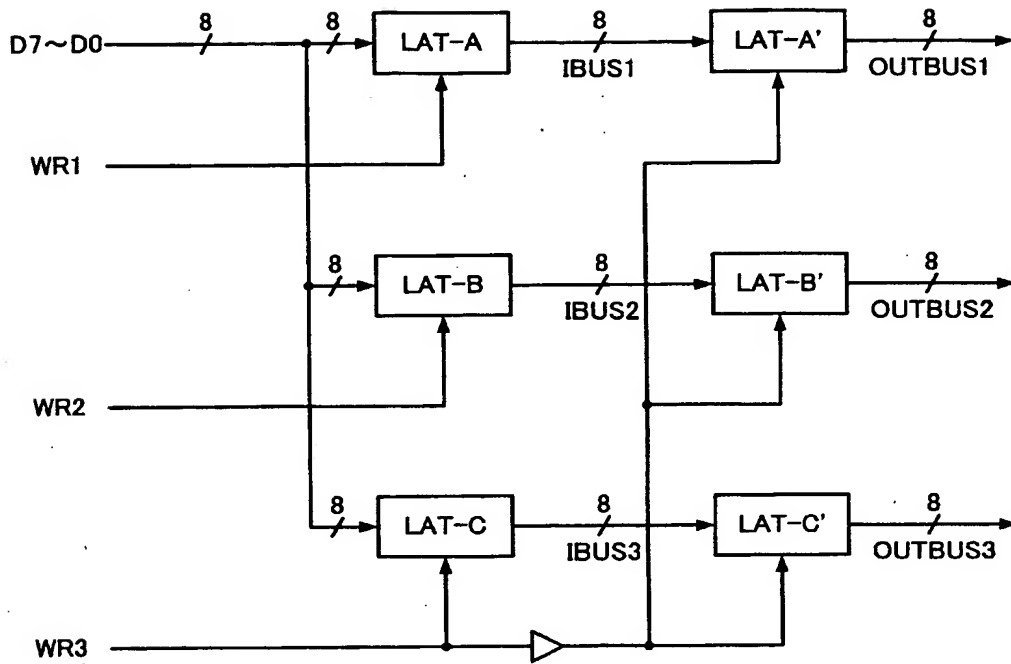 8 8 8 8
D7～D0 LAT-A LAT-A'
IBUS1 OUTBUS1
WR1
8 8 8
LAT-B LAT-B'
IBUS2 OUTBUS2
WR2
8 8 8
LAT-C LAT-C'
IBUS3 OUTBUS3
WR3